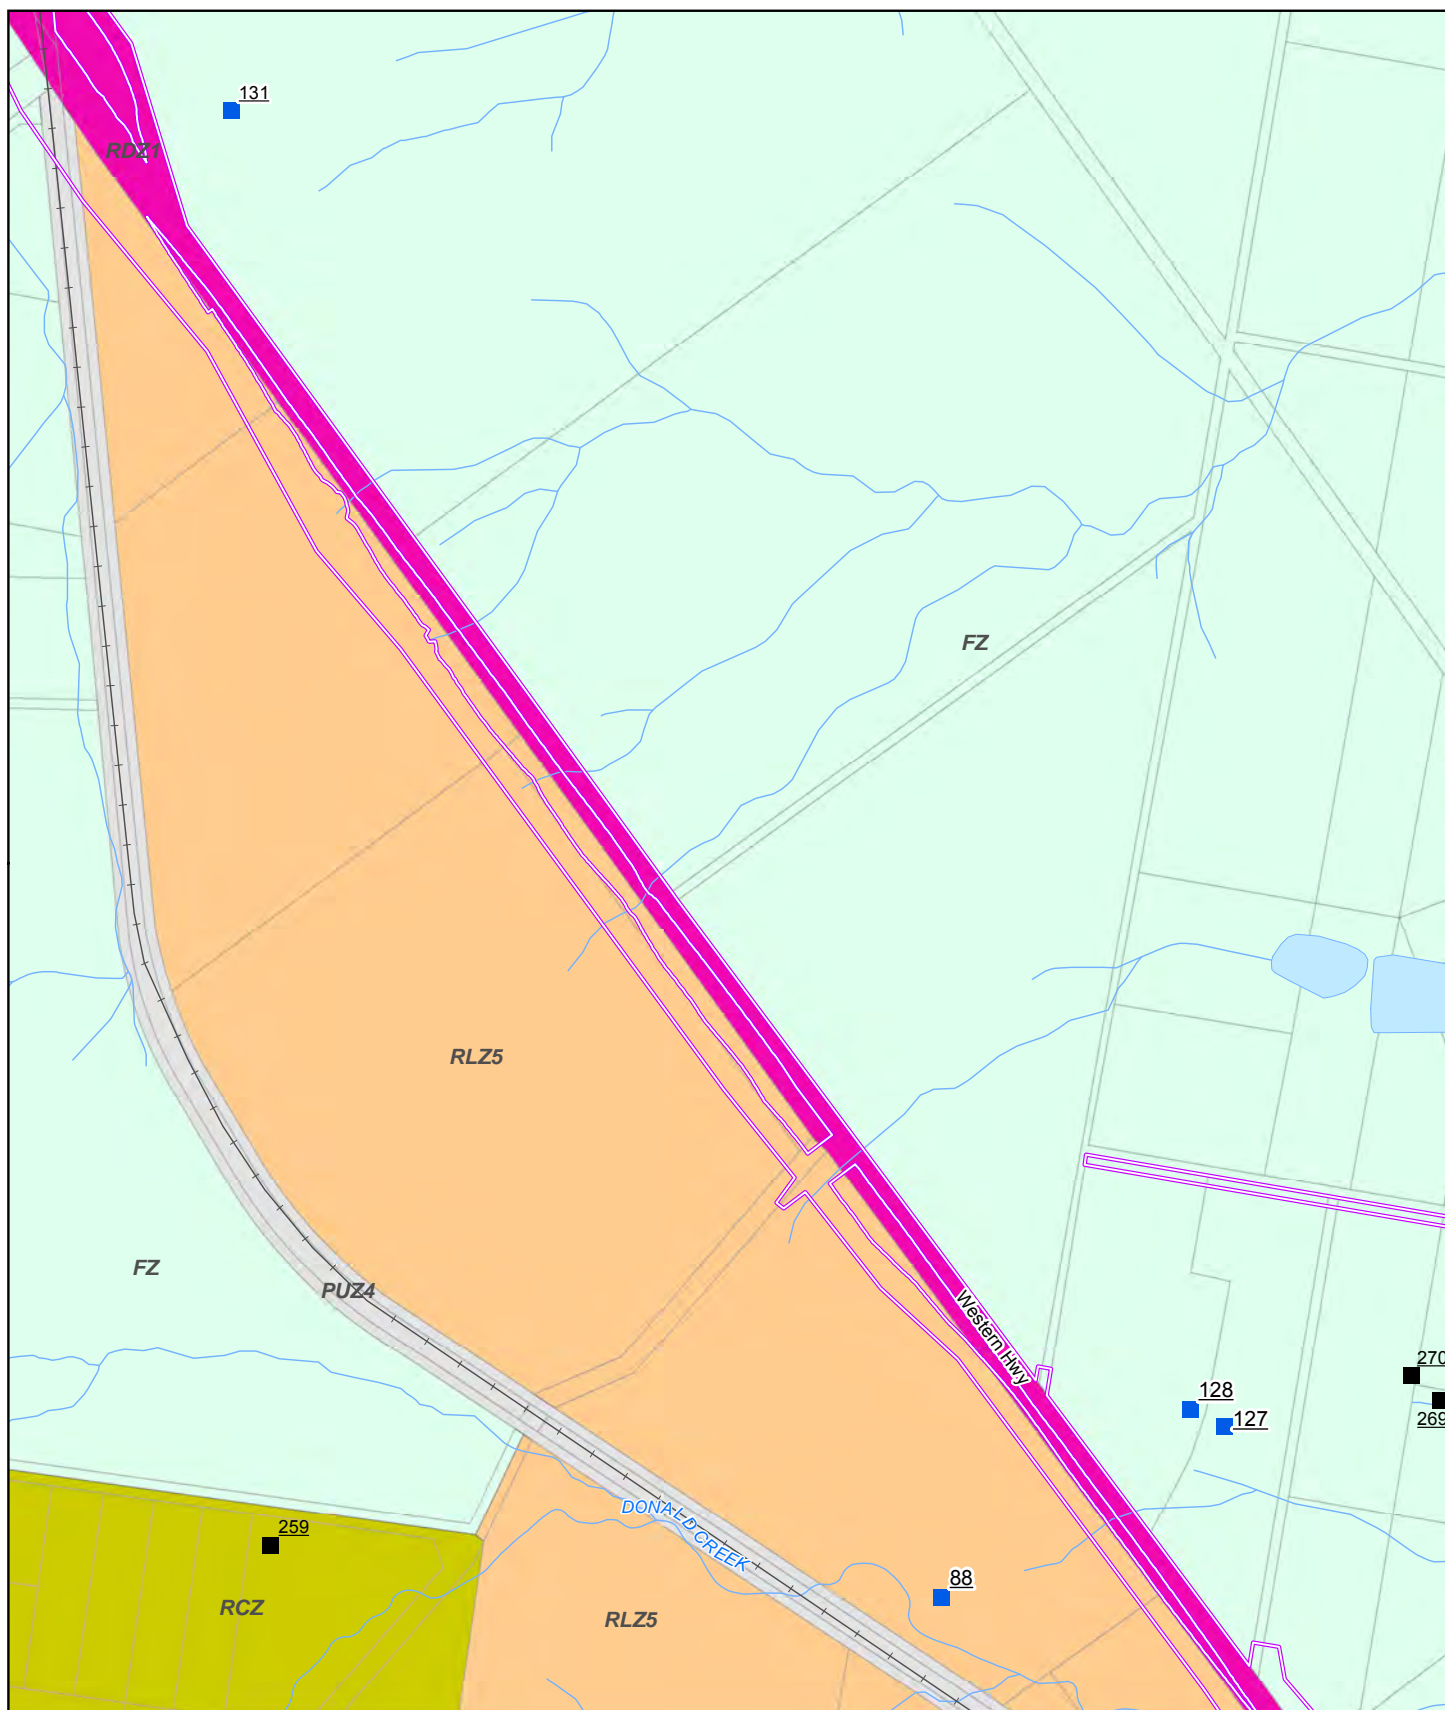 131
RDZ1
FZ
RLZ5
FZ
PUZ4
Western Hwy
270
128
269
127
DONALD CREEK
259
88
RCZ
RLZ5